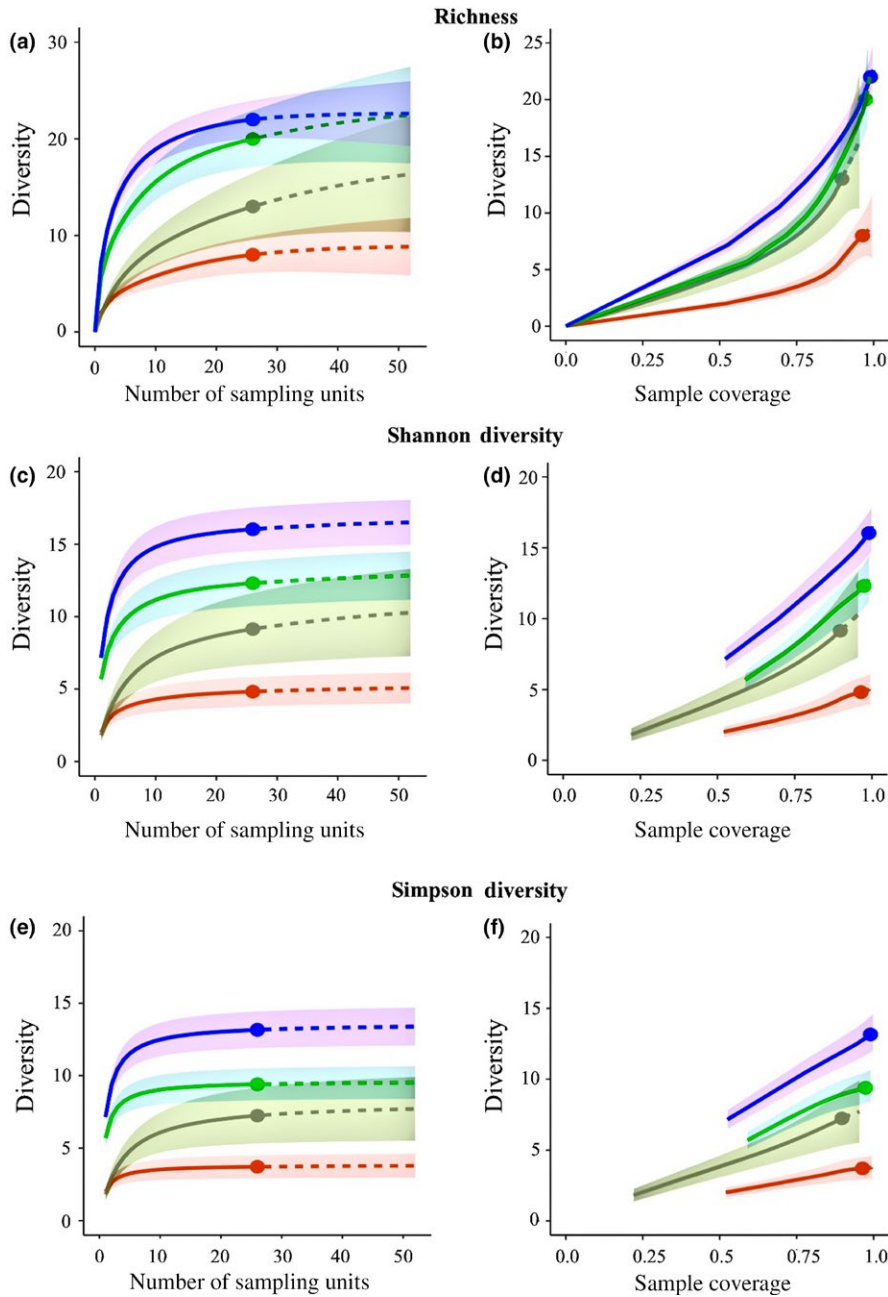 Richness
(a)
30
20
10
0
Diversity
0 10 20 30 40 50
Number of sampling units
(b)
25
20
15
10
5
0
Diversity
0.0 0.25 0.5 0.75 1.0
Sample coverage
Shannon diversity
(c)
20
15
10
5
0
Diversity
0 10 20 30 40 50
Number of sampling units
(d)
20
15
10
5
0
Diversity
0.0 0.25 0.5 0.75 1.0
Sample coverage
Simpson diversity
(e)
20
15
10
5
0
Diversity
0 10 20 30 40 50
Number of sampling units
(f)
20
15
10
5
0
Diversity
0.0 0.25 0.5 0.75 1.0
Sample coverage